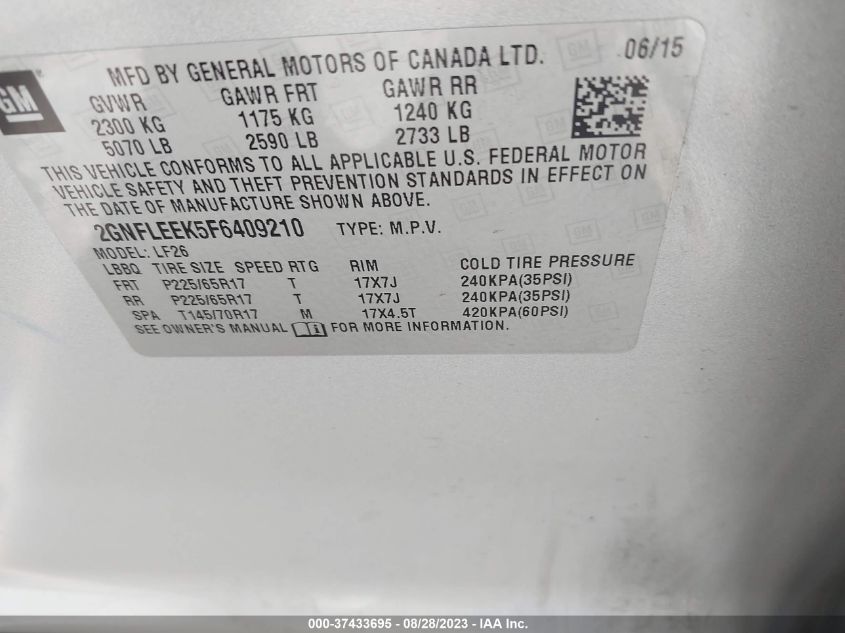 GM
MFD BY GENERAL MOTORS OF CANADA LTD. 06/15
GVWR GAWR FRT GAWR RR
2300 KG 1175 KG 1240 KG
5070 LB 2590 LB 2733 LB
THIS VEHICLE CONFORMS TO ALL APPLICABLE U.S. FEDERAL MOTOR
VEHICLE SAFETY AND THEFT PREVENTION STANDARDS IN EFFECT ON
THE DATE OF MANUFACTURE SHOWN ABOVE.
2GNFLEEK5F6409210 TYPE: M.P.V.
MODEL: LF26
LBBQ TIRE SIZE SPEED RTG RIM COLD TIRE PRESSURE
FRT P225/65R17 T 17X7J 240KPA(35PSI)
RR P225/65R17 T 17X7J 240KPA(35PSI)
SPA T145/70R17 M 17X4.5T 420KPA(60PSI)
SEE OWNER'S MANUAL FOR MORE INFORMATION.
000-37433695 - 08/28/2023 - IAA Inc.